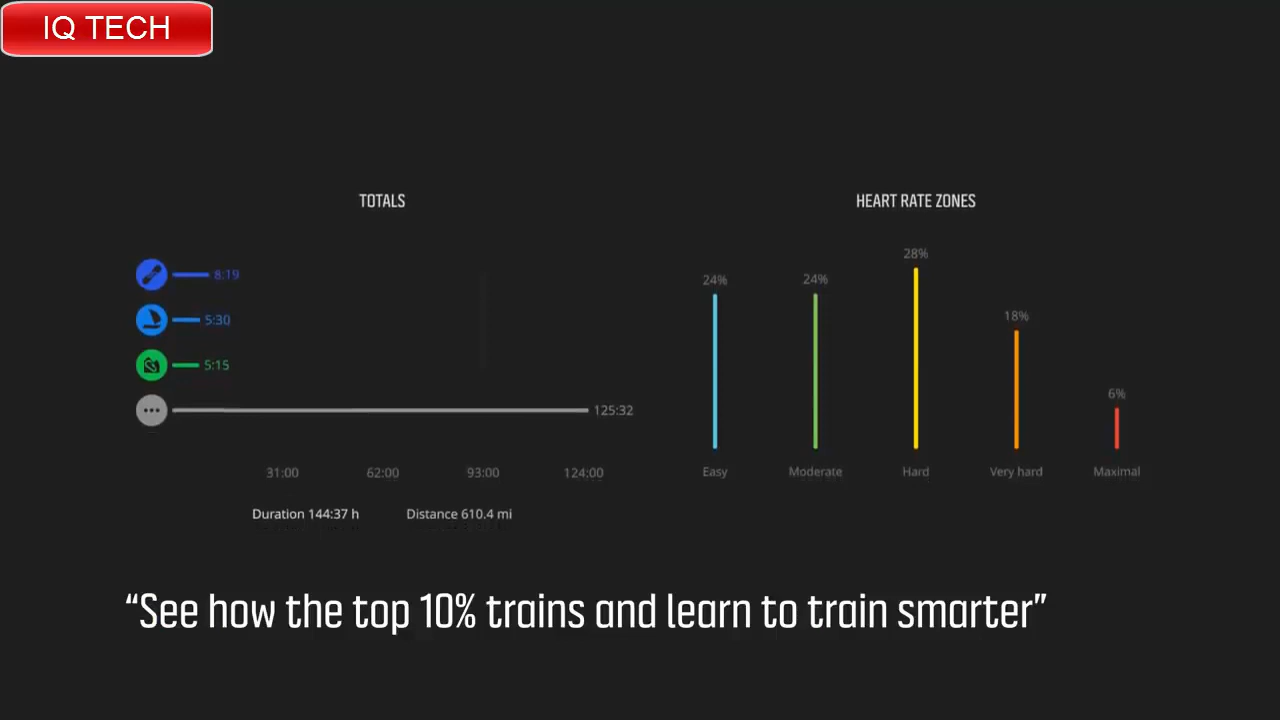 IQ TECH
TOTALS
8:19
5:30
5:15
125:32
31:00 62:00 93:00 124:00
Duration 144:37 h Distance 610.4 mi
HEART RATE ZONES
24% 24% 28% 18% 6%
Easy Moderate Hard Very hard Maximal
“See how the top 10% trains and learn to train smarter”